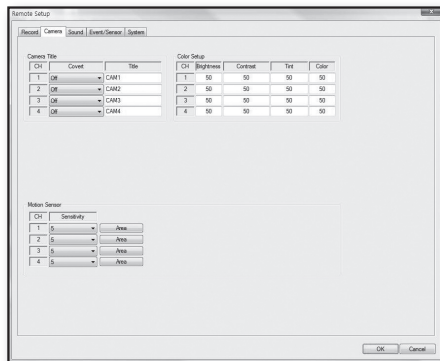 Remote Setup
Record Camera Sound Event/Sensor System
Camera Title
CH Covert Title
1 Off CAM1
2 Off CAM2
3 Off CAM3
4 Off CAM4
Color Setup
CH Brightness Contrast Tint Color
1 50 50 50 50
2 50 50 50 50
3 50 50 50 50
4 50 50 50 50
Motion Sensor
CH Sensitivity
1 5 Area
2 5 Area
3 5 Area
4 5 Area
OK Cancel